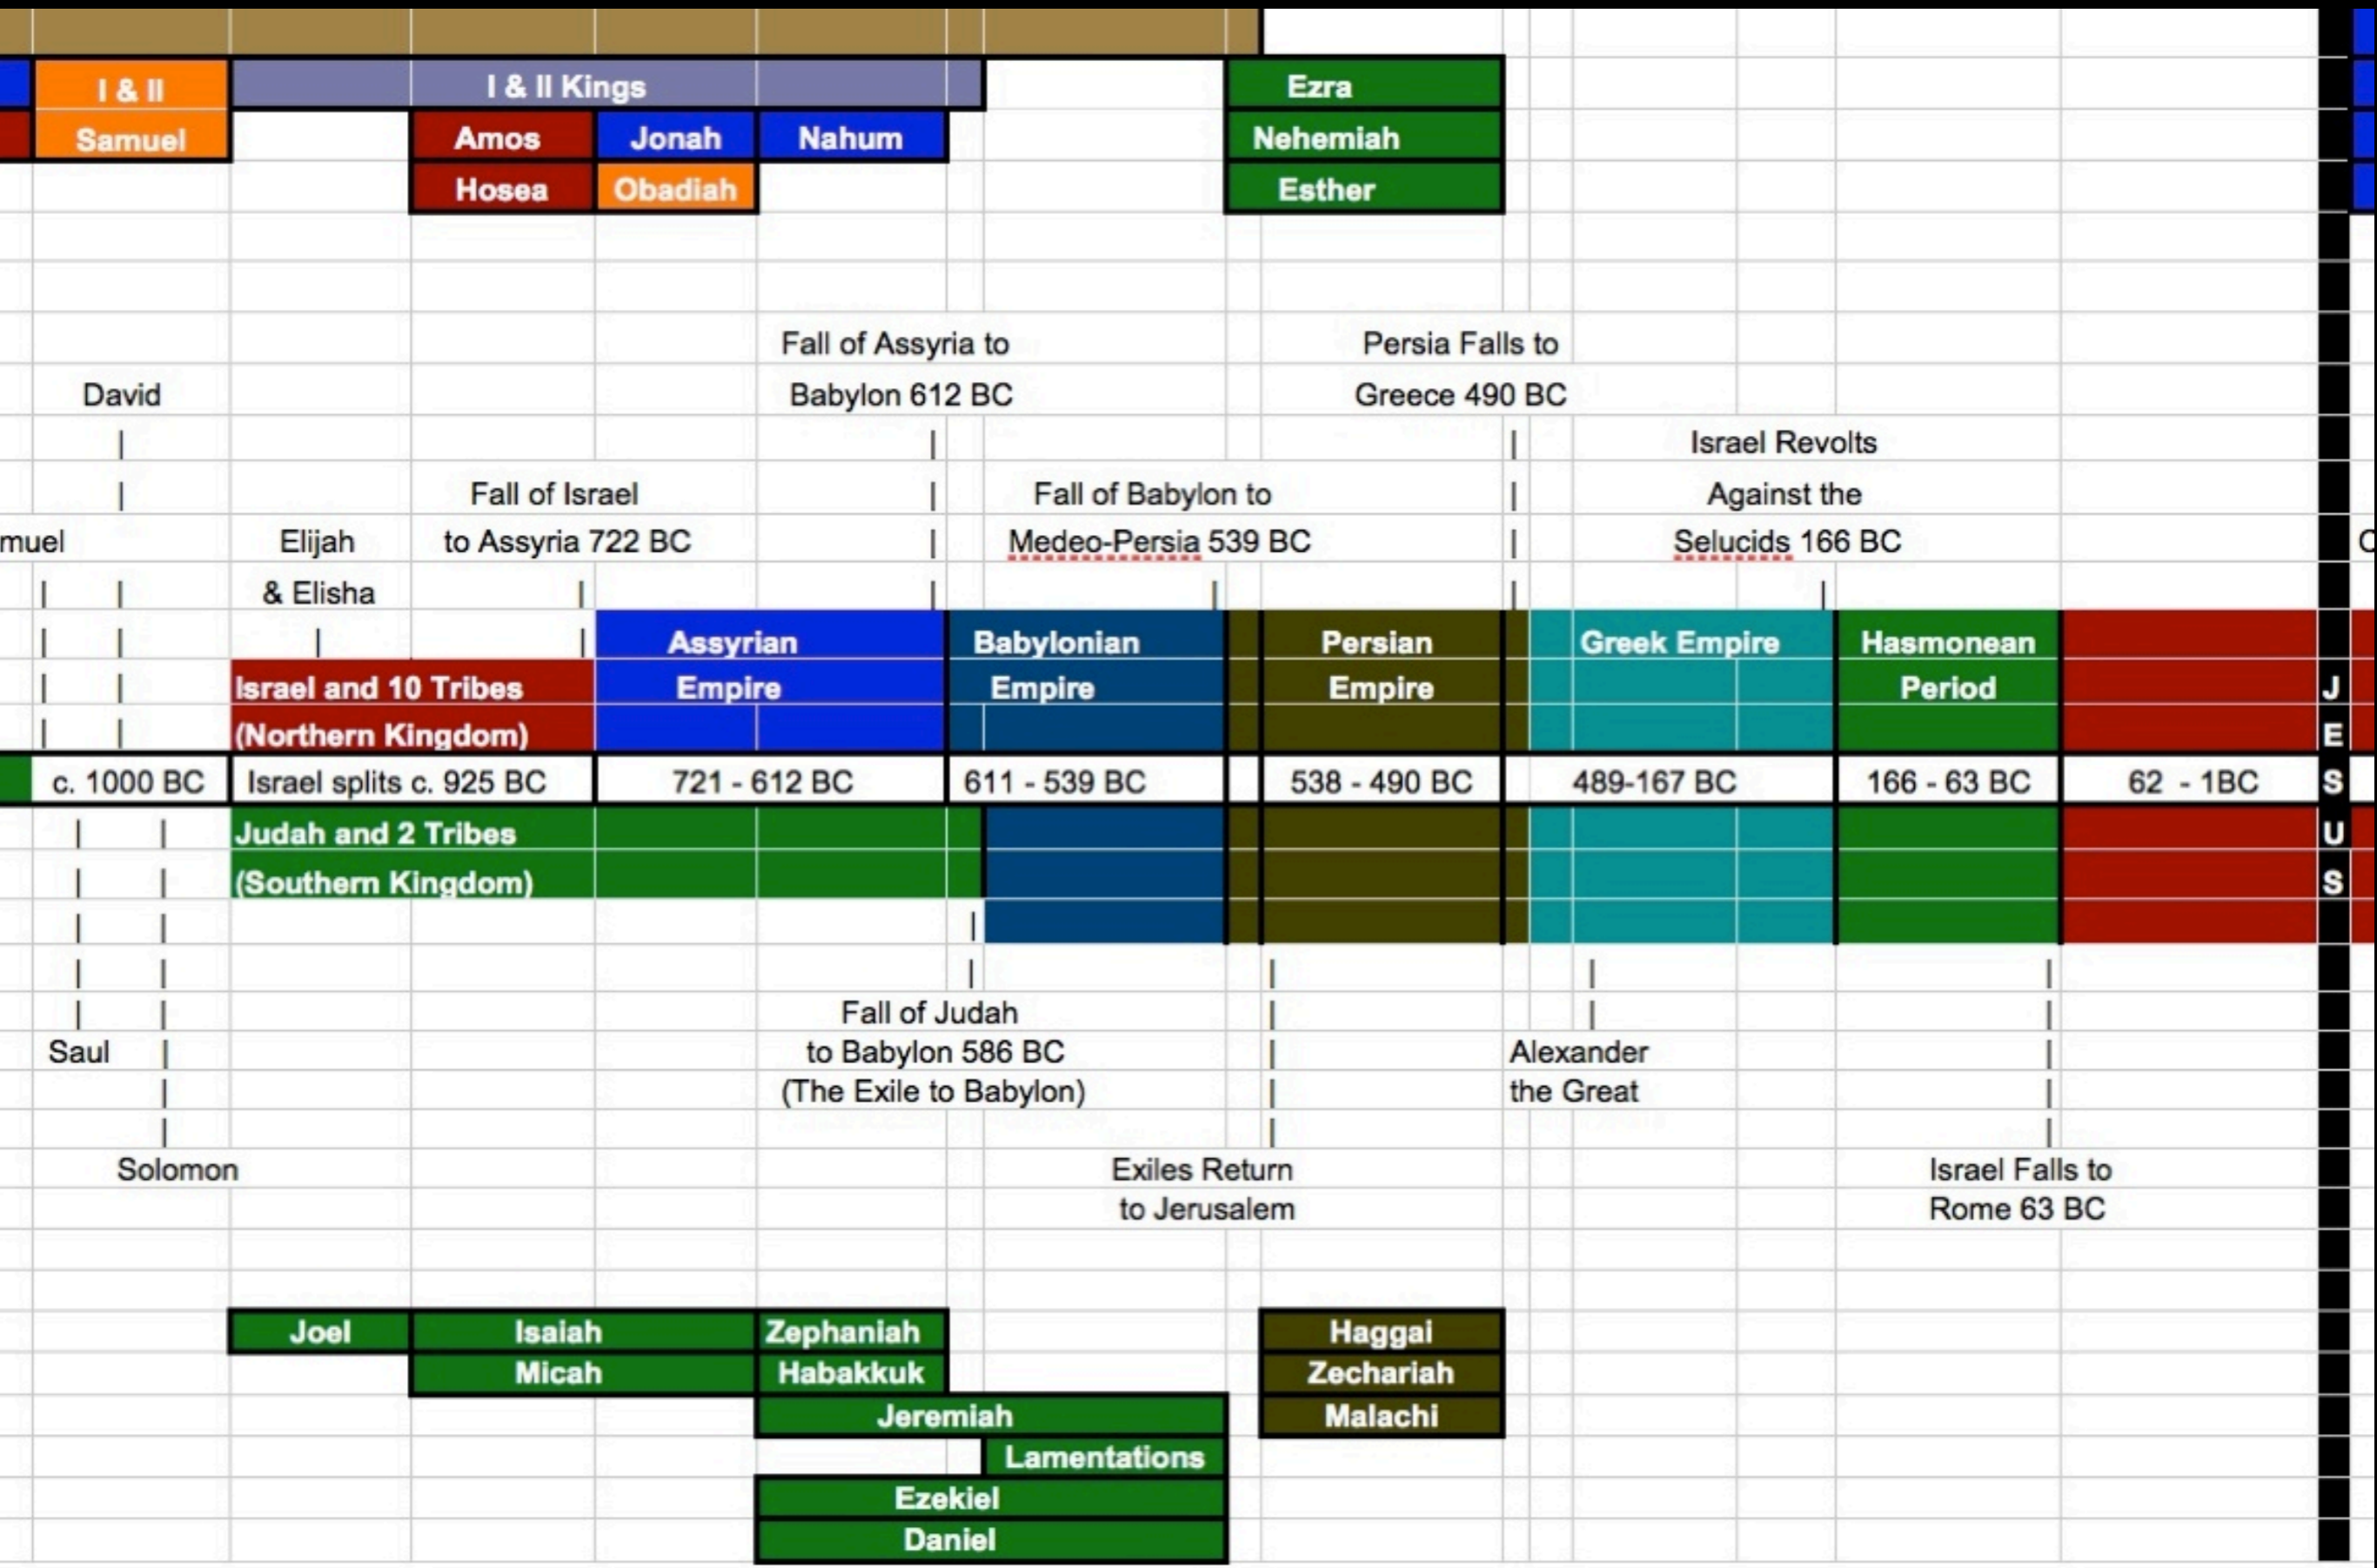 I & II
Samuel
I & II Kings
Ezra
Amos
Jonah
Nahum
Nehemiah
Hosea
Obadiah
Esther
Fall of Assyria to
Babylon 612 BC
Persia Falls to
Greece 490 BC
David
Israel Revolts
Against the
Selucids 166 BC
Fall of Israel
to Assyria 722 BC
Fall of Babylon to
Medeo-Persia 539 BC
muel
Elijah
& Elisha
Assyrian
Empire
Babylonian
Empire
Persian
Empire
Greek Empire
Hasmonean
Period
Israel and 10 Tribes
(Northern Kingdom)
J
E
S
U
S
c. 1000 BC
Israel splits c. 925 BC
721 - 612 BC
611 - 539 BC
538 - 490 BC
489-167 BC
166 - 63 BC
62 - 1BC
Judah and 2 Tribes
(Southern Kingdom)
Saul
Solomon
Fall of Judah
to Babylon 586 BC
(The Exile to Babylon)
Exiles Return
to Jerusalem
Alexander
the Great
Israel Falls to
Rome 63 BC
Joel
Isaiah
Zephaniah
Haggai
Micah
Habakkuk
Zechariah
Jeremiah
Malachi
Lamentations
Ezekiel
Daniel